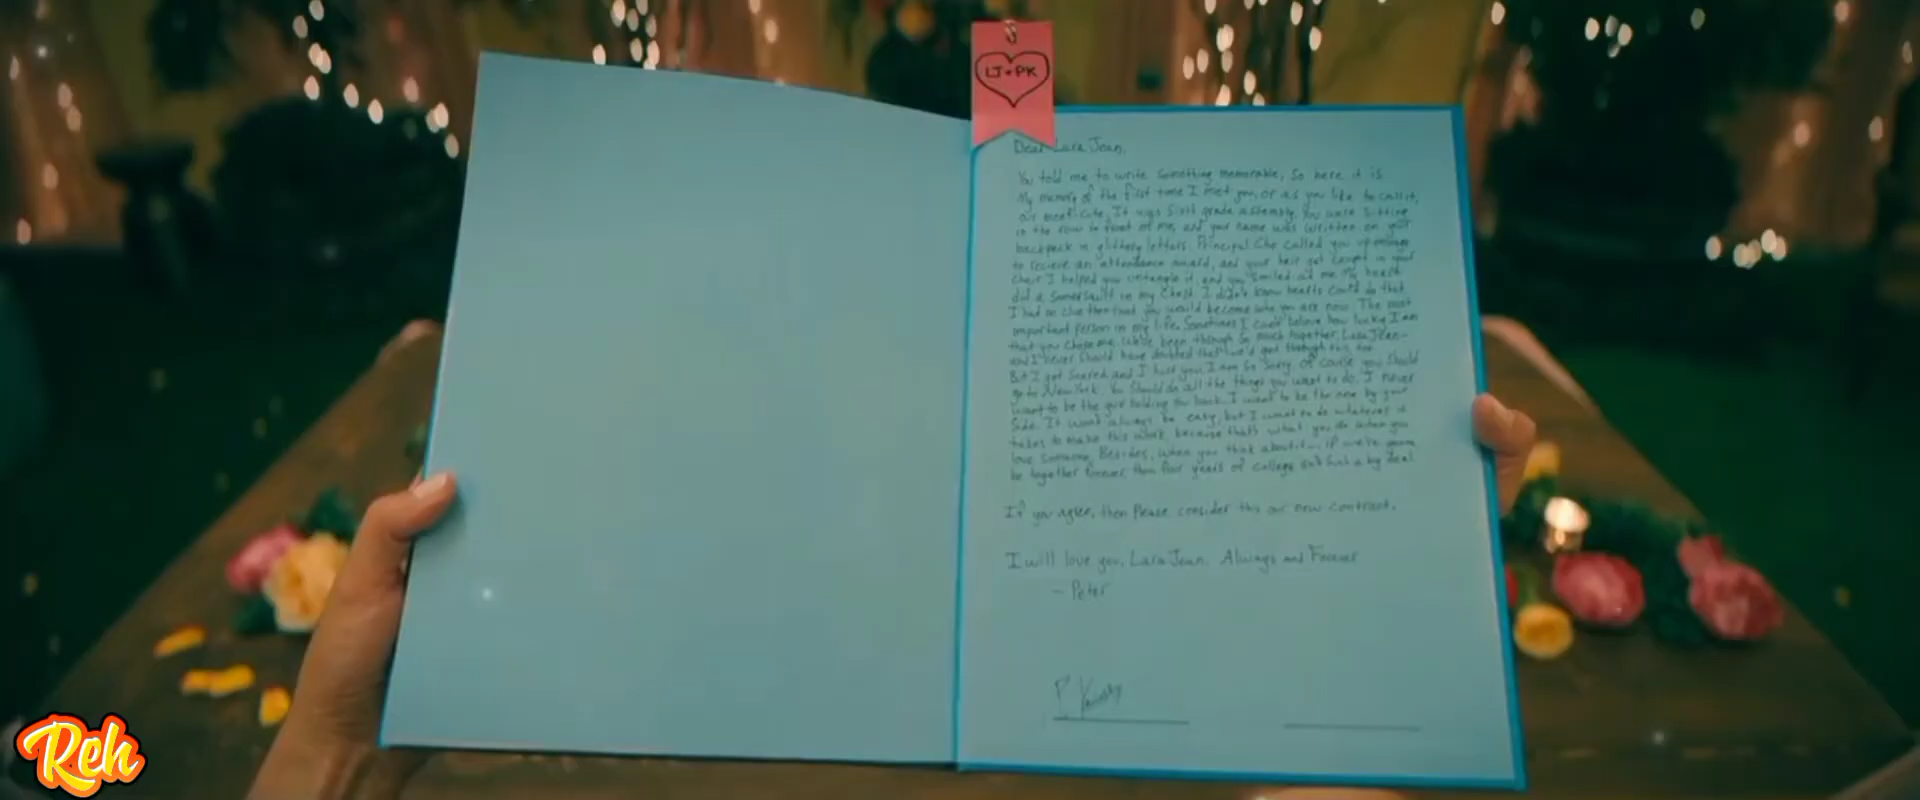 LJ+PK
Dear Lara Jean,
You told me to write something memorable, so here it is
My memory of the first time I met you, or as you like to call it,
our meet-cute. It was sixth grade assembly. You were sitting
in the row in front of me, and your name was written on your
backpack in glittery letters. Principal Cho called you up onstage
to recieve an attendance award, and your hair got caught in your
chair I helped you untangle it, and you smiled at me My heart
did a somersault in my chest I didn't know hearts could do that
I had no clue then that you would become who you are now The most
important person in my life. Sometimes I can't believe how lucky I am
that you chose me. We've been through so much together, Lara Jean-
and I never should have doubted that we'd get through this too
But I got scared and I hurt you, I am so sorry. Of course you should
go to New York. You should do all the things you want to do. I never
want to be the guy holding you back. I want to be the one by your
side. It wont always be easy, but I want to do whatever it
takes to make this work because that's what you do when you
love someone. Besides, when you think about it... if we're gonna
be together forever then four years of college isn't such a big deal
If you agree, then Please consider this our new contract.
I will love you, Lara Jean. Always and Forever
- Peter
P. Kavinsky
Reh